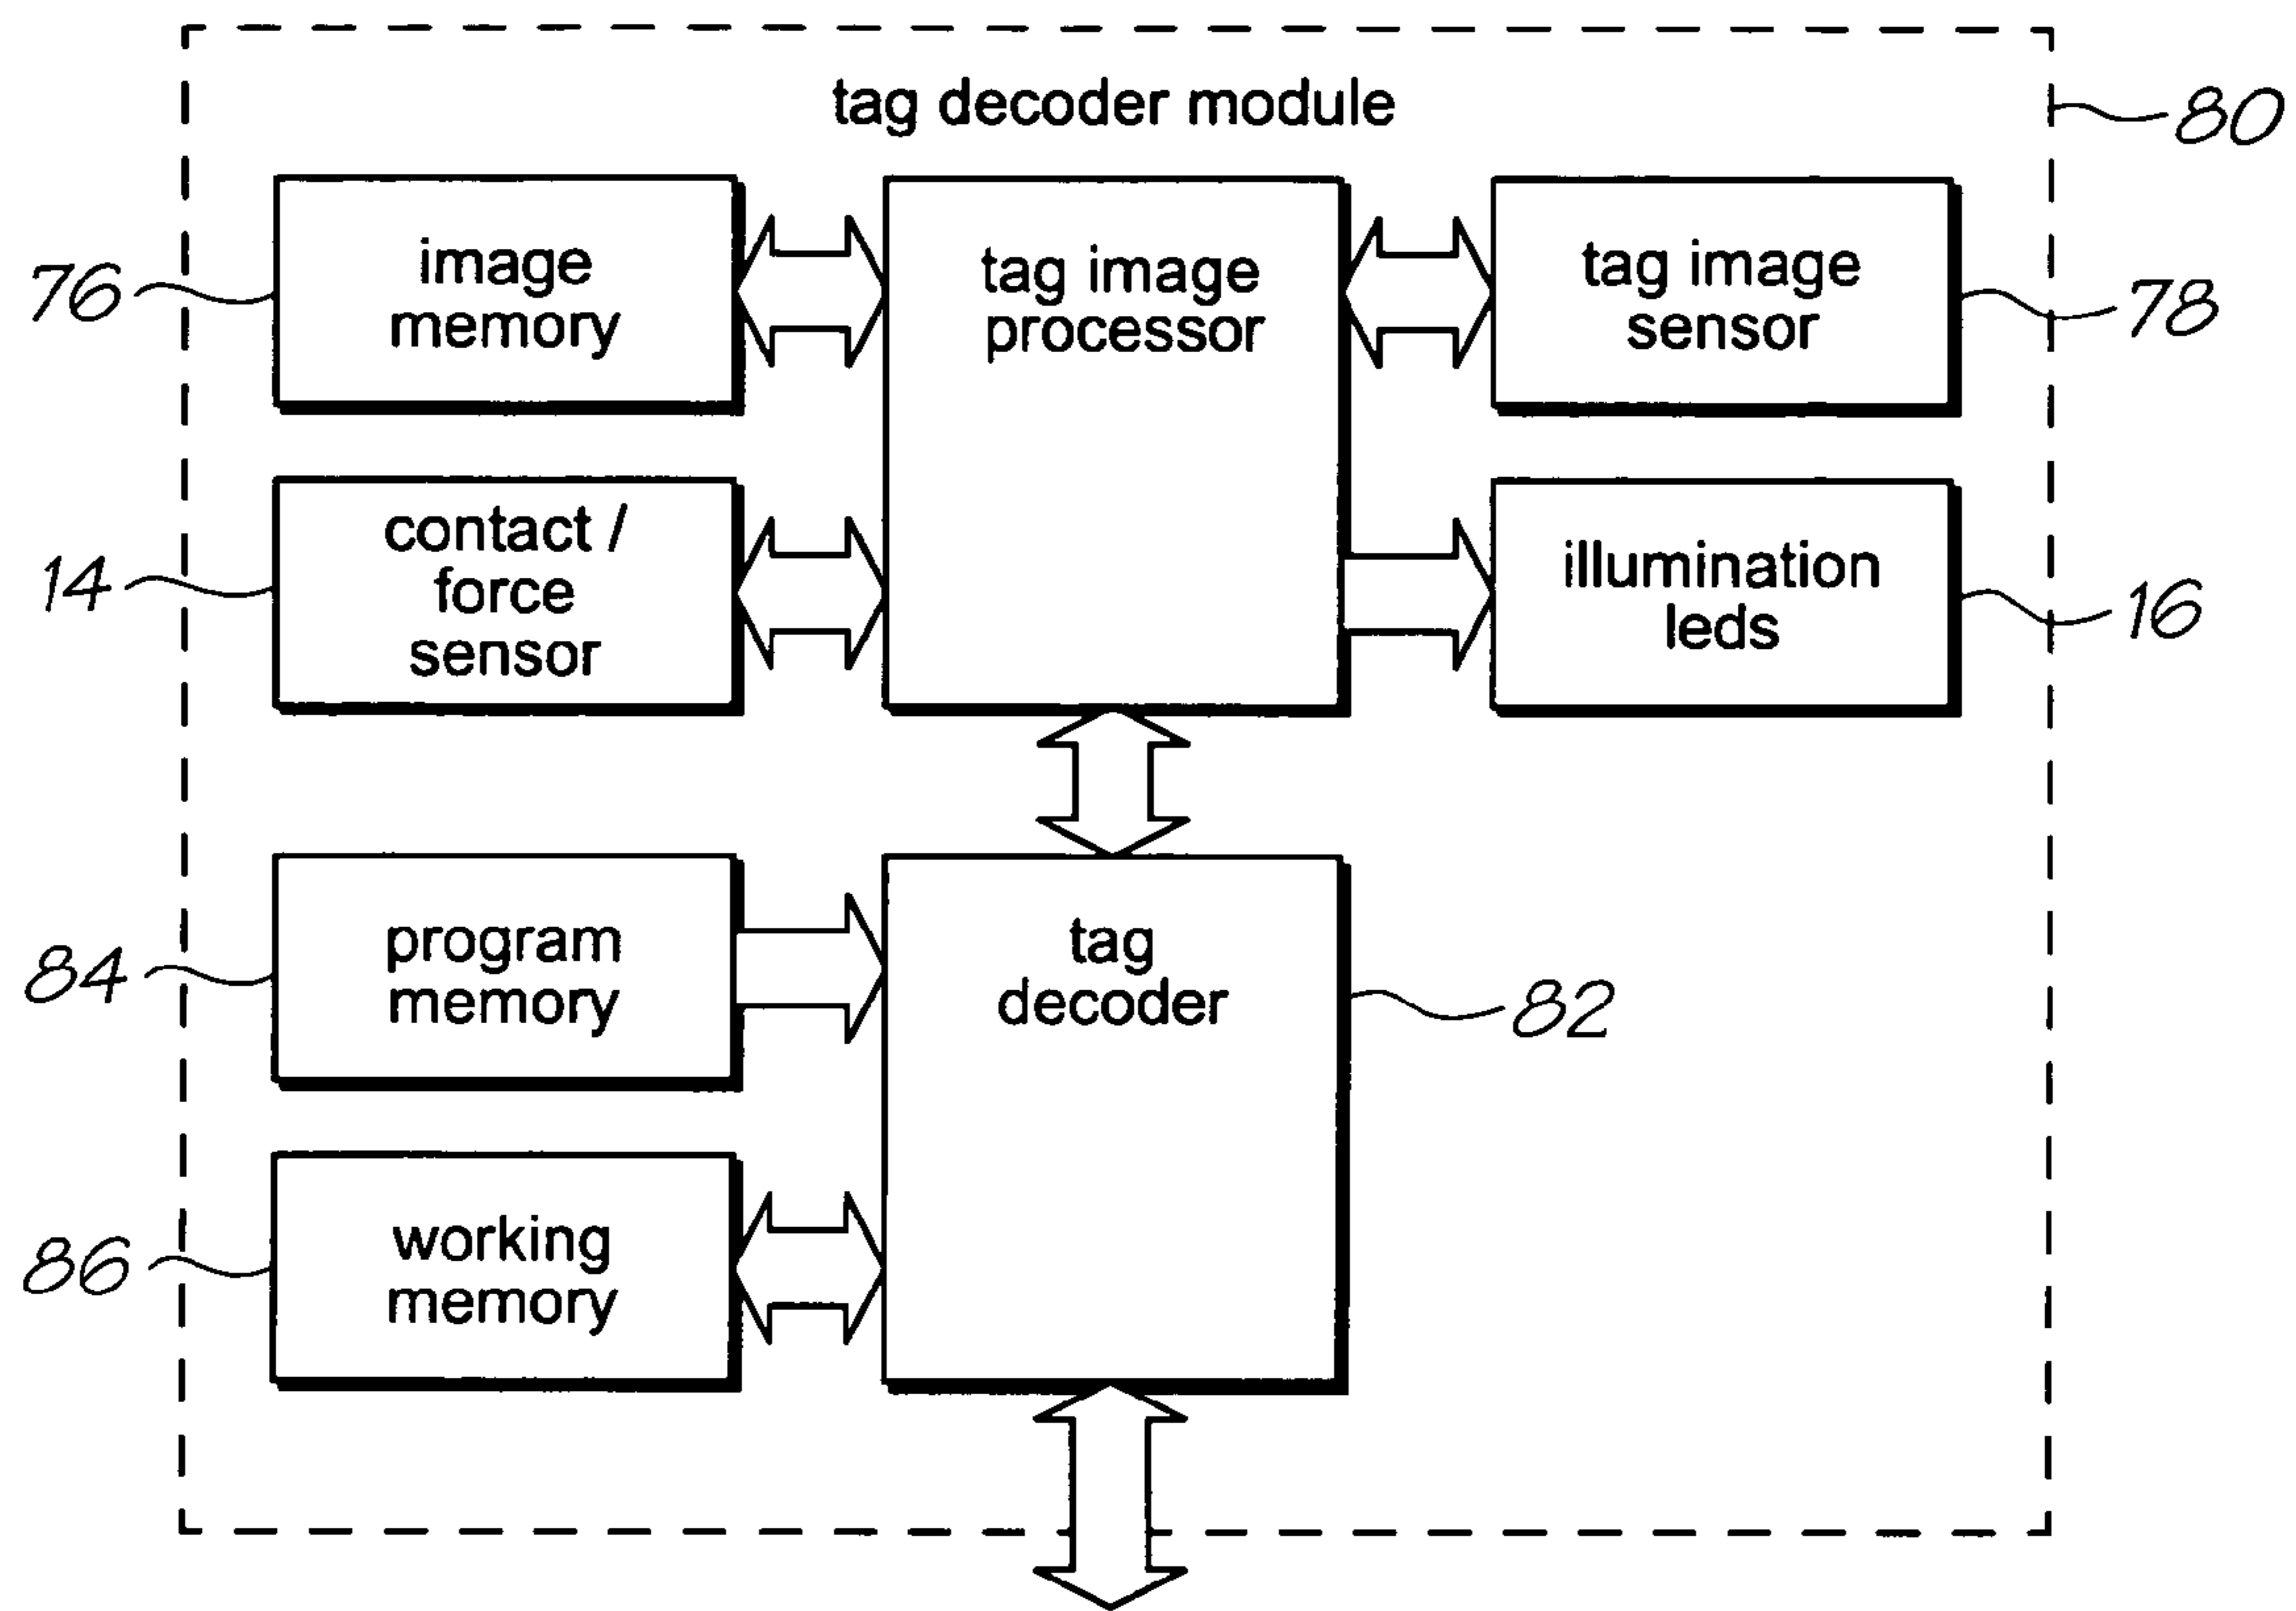 tag decoder module
80
image
memory
76
tag image
processor
tag image
sensor
78
contact /
force
sensor
14
illumination
leds
16
program
memory
84
tag
decoder
82
working
memory
86